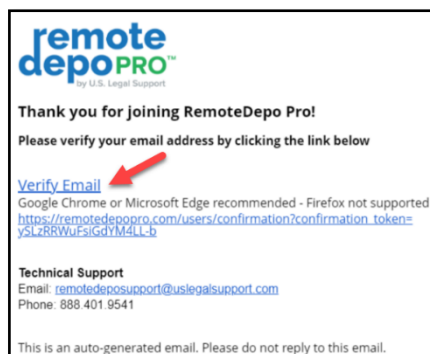 remote
depoPRO™
by U.S. Legal Support
Thank you for joining RemoteDepo Pro!
Please verify your email address by clicking the link below
Verify Email
Google Chrome or Microsoft Edge recommended - Firefox not supported
https://remotedepopro.com/users/confirmation?confirmation_token=
ySLzRRWuFsiGdYM4LL-b
Technical Support
Email: remotedeposupport@uslegalsupport.com
Phone: 888.401.9541
This is an auto-generated email. Please do not reply to this email.